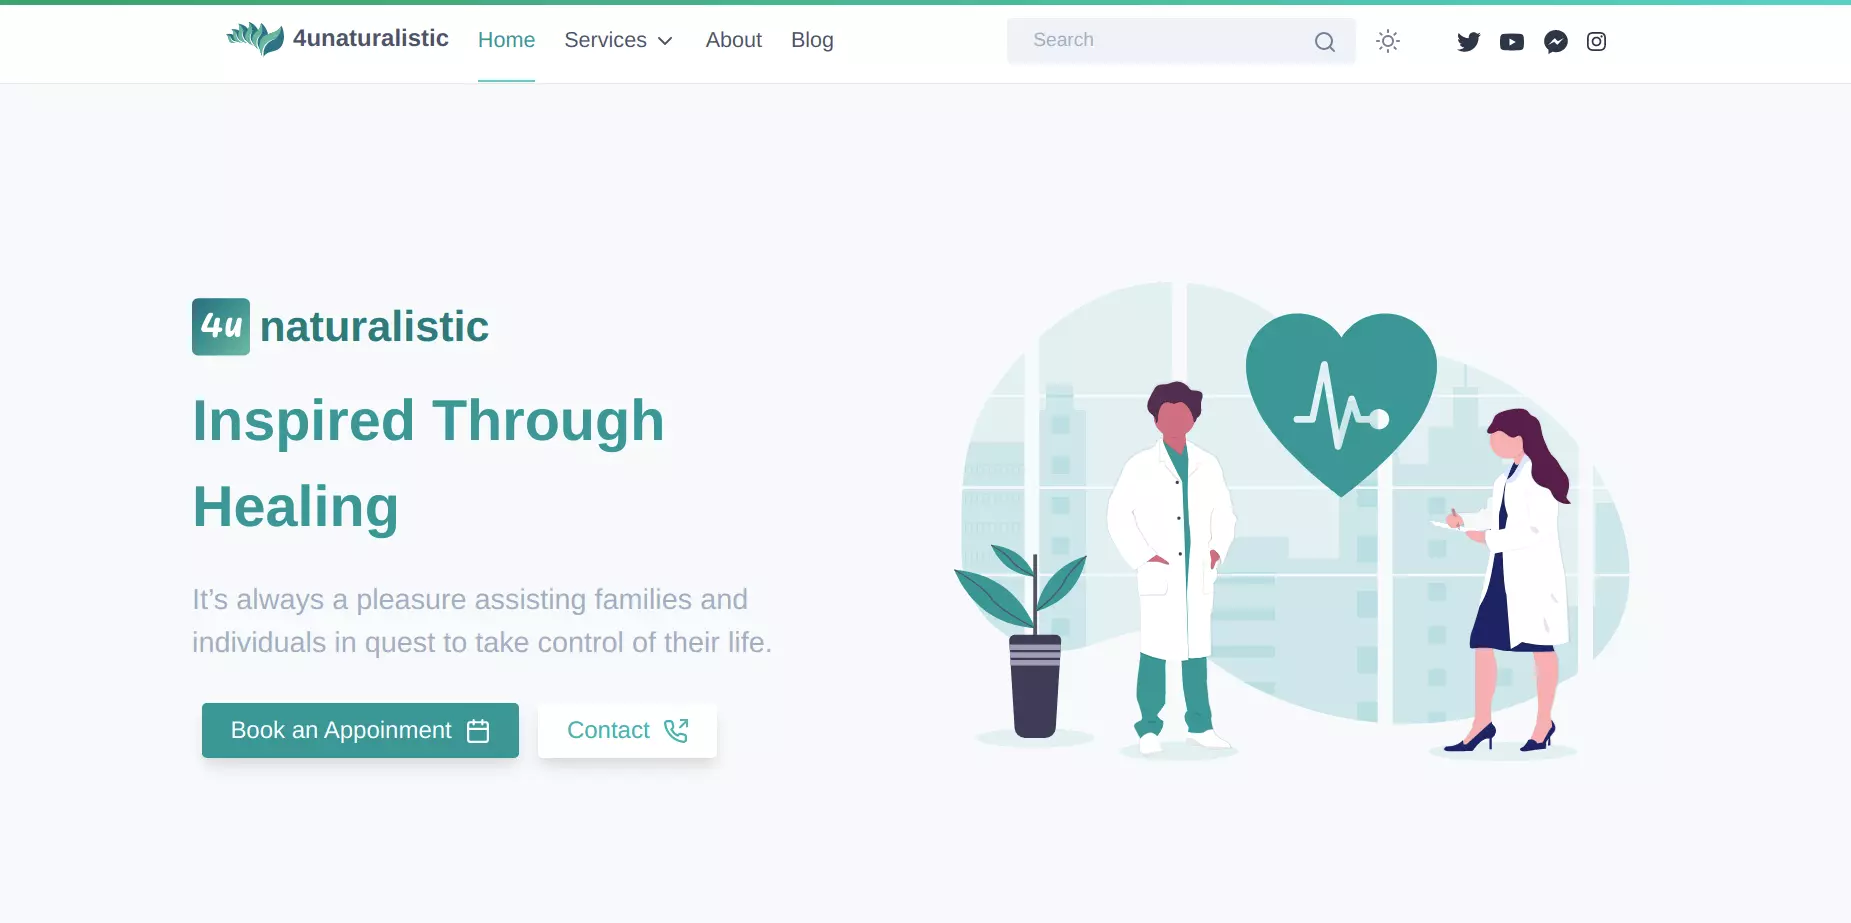 4unaturalistic Home Services About Blog Search
4u naturalistic
Inspired Through
Healing
It’s always a pleasure assisting families and
individuals in quest to take control of their life.
Book an Appoinment Contact